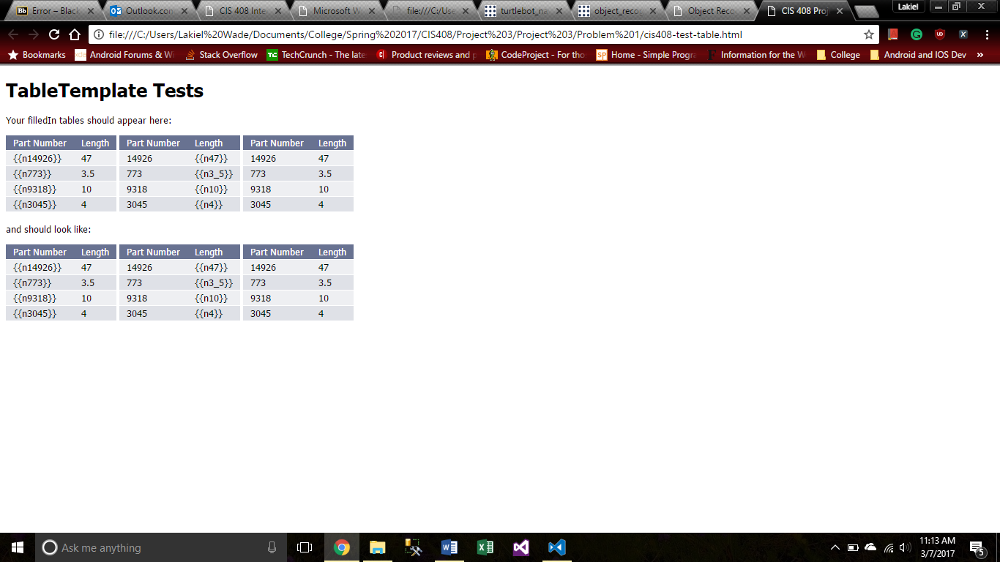 Error – Blac
Outlook.con
CIS 408 Inte
Microsoft W
file:///C:/Use
turtlebot_na
object_recog
Object Reco
CIS 408 Proj
Lakiel
file:///C:/Users/Lakiel%20Wade/Documents/College/Spring%202017/CIS408/Project%203/Project%203/Problem%201/cis408-test-table.html
Bookmarks
Android Forums & W
Stack Overflow
TechCrunch - The late
Product reviews and p
CodeProject - For tho
Home - Simple Progra
Information for the W
College
Android and IOS Dev
»
TableTemplate Tests
Your filledIn tables should appear here:
Part Number Length Part Number Length Part Number Length
{{n14926}} 47 14926 {{n47}} 14926 47
{{n773}} 3.5 773 {{n3_5}} 773 3.5
{{n9318}} 10 9318 {{n10}} 9318 10
{{n3045}} 4 3045 {{n4}} 3045 4
and should look like:
Part Number Length Part Number Length Part Number Length
{{n14926}} 47 14926 {{n47}} 14926 47
{{n773}} 3.5 773 {{n3_5}} 773 3.5
{{n9318}} 10 9318 {{n10}} 9318 10
{{n3045}} 4 3045 {{n4}} 3045 4
Ask me anything
11:13 AM
3/7/2017
5